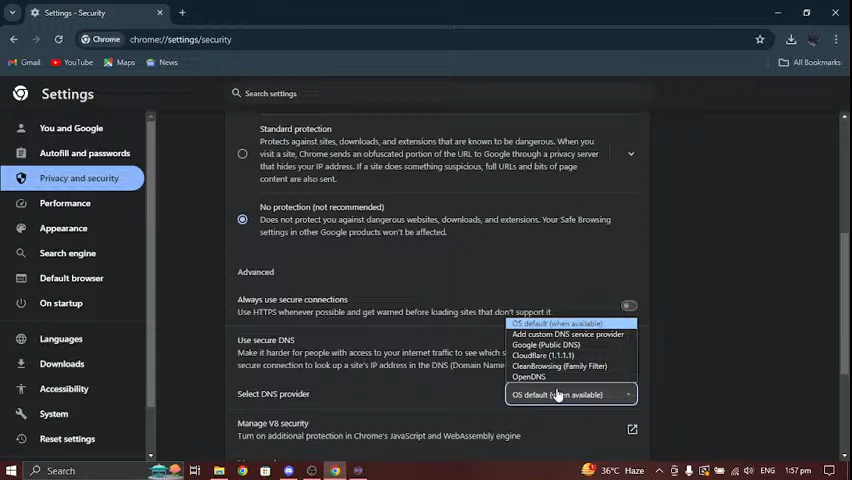 Settings - Security
Chrome
chrome://settings/security
Gmail
YouTube
Maps
News
All Bookmarks
Settings
Search settings
You and Google
Autofill and passwords
Privacy and security
Performance
Appearance
Search engine
Default browser
On startup
Languages
Downloads
Accessibility
System
Reset settings
Standard protection
Protects against sites, downloads, and extensions that are known to be dangerous. When you
visit a site, Chrome sends an obfuscated portion of the URL to Google through a privacy server
that hides your IP address. If a site does something suspicious, full URLs and bits of page
content are also sent.
No protection (not recommended)
Does not protect you against dangerous websites, downloads, and extensions. Your Safe Browsing
settings in other Google products won't be affected.
Advanced
Always use secure connections
Use HTTPS whenever possible and get warned before loading sites that don't support it
Use secure DNS
Make it harder for people with access to your internet traffic to see which s
secure connection to look up a site's IP address in the DNS (Domain Name
OS default (when available)
Add custom DNS service provider
Google (Public DNS)
Cloudflare (1.1.1.1)
CleanBrowsing (Family Filter)
OpenDNS
Select DNS provider
OS default (when available)
Manage V8 security
Turn on additional protection in Chrome's JavaScript and WebAssembly engine
Search
36°C Haze
ENG
1:57 pm